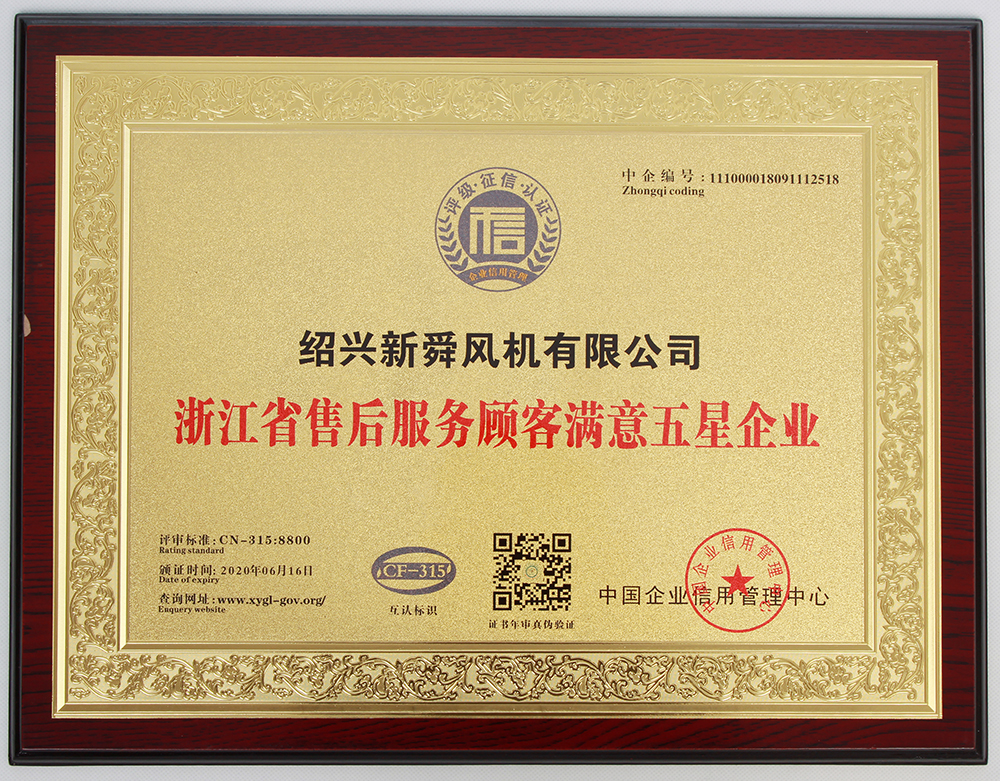 中企编号:111000018091112518
Zhongqi coding
评级·征信·认证
信
企业信用管理
绍兴新舜风机有限公司
浙江省售后服务顾客满意五星企业
评审标准:CN-315:8800
Rating standard
颁证时间:2020年06月16日
Date of expiry
查询网址:www.xygl-gov.org/
Enquery website
CF-315
互认标识
证书年审真伪验证
中国企业信用管理中心
中国企业信用管理中心